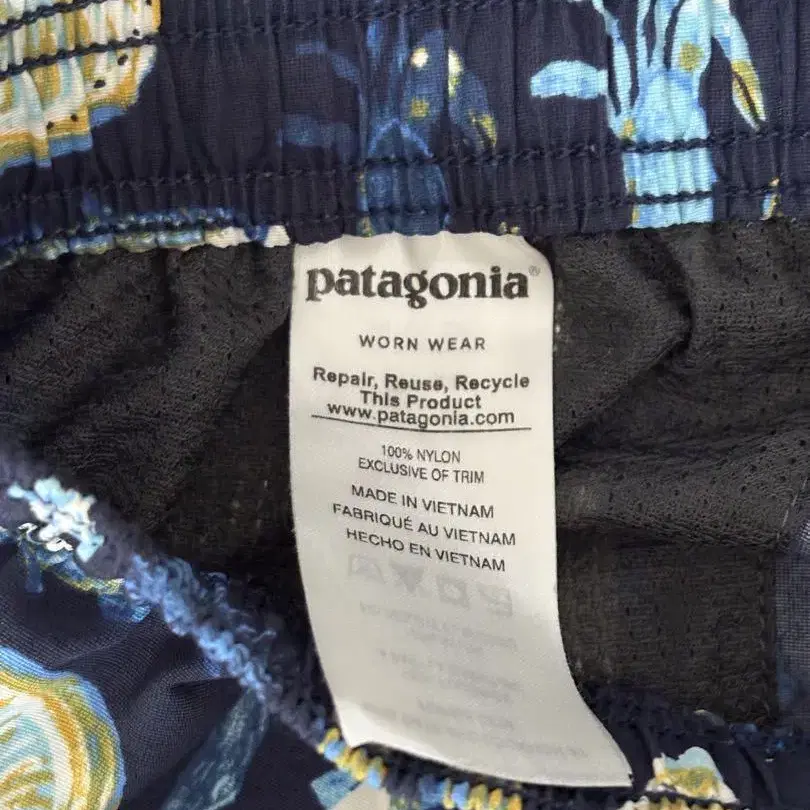 patagonia®
WORN WEAR
Repair, Reuse, Recycle
This Product
www.patagonia.com
100% NYLON
EXCLUSIVE OF TRIM
MADE IN VIETNAM
FABRIQUÉ AU VIETNAM
HECHO EN VIETNAM